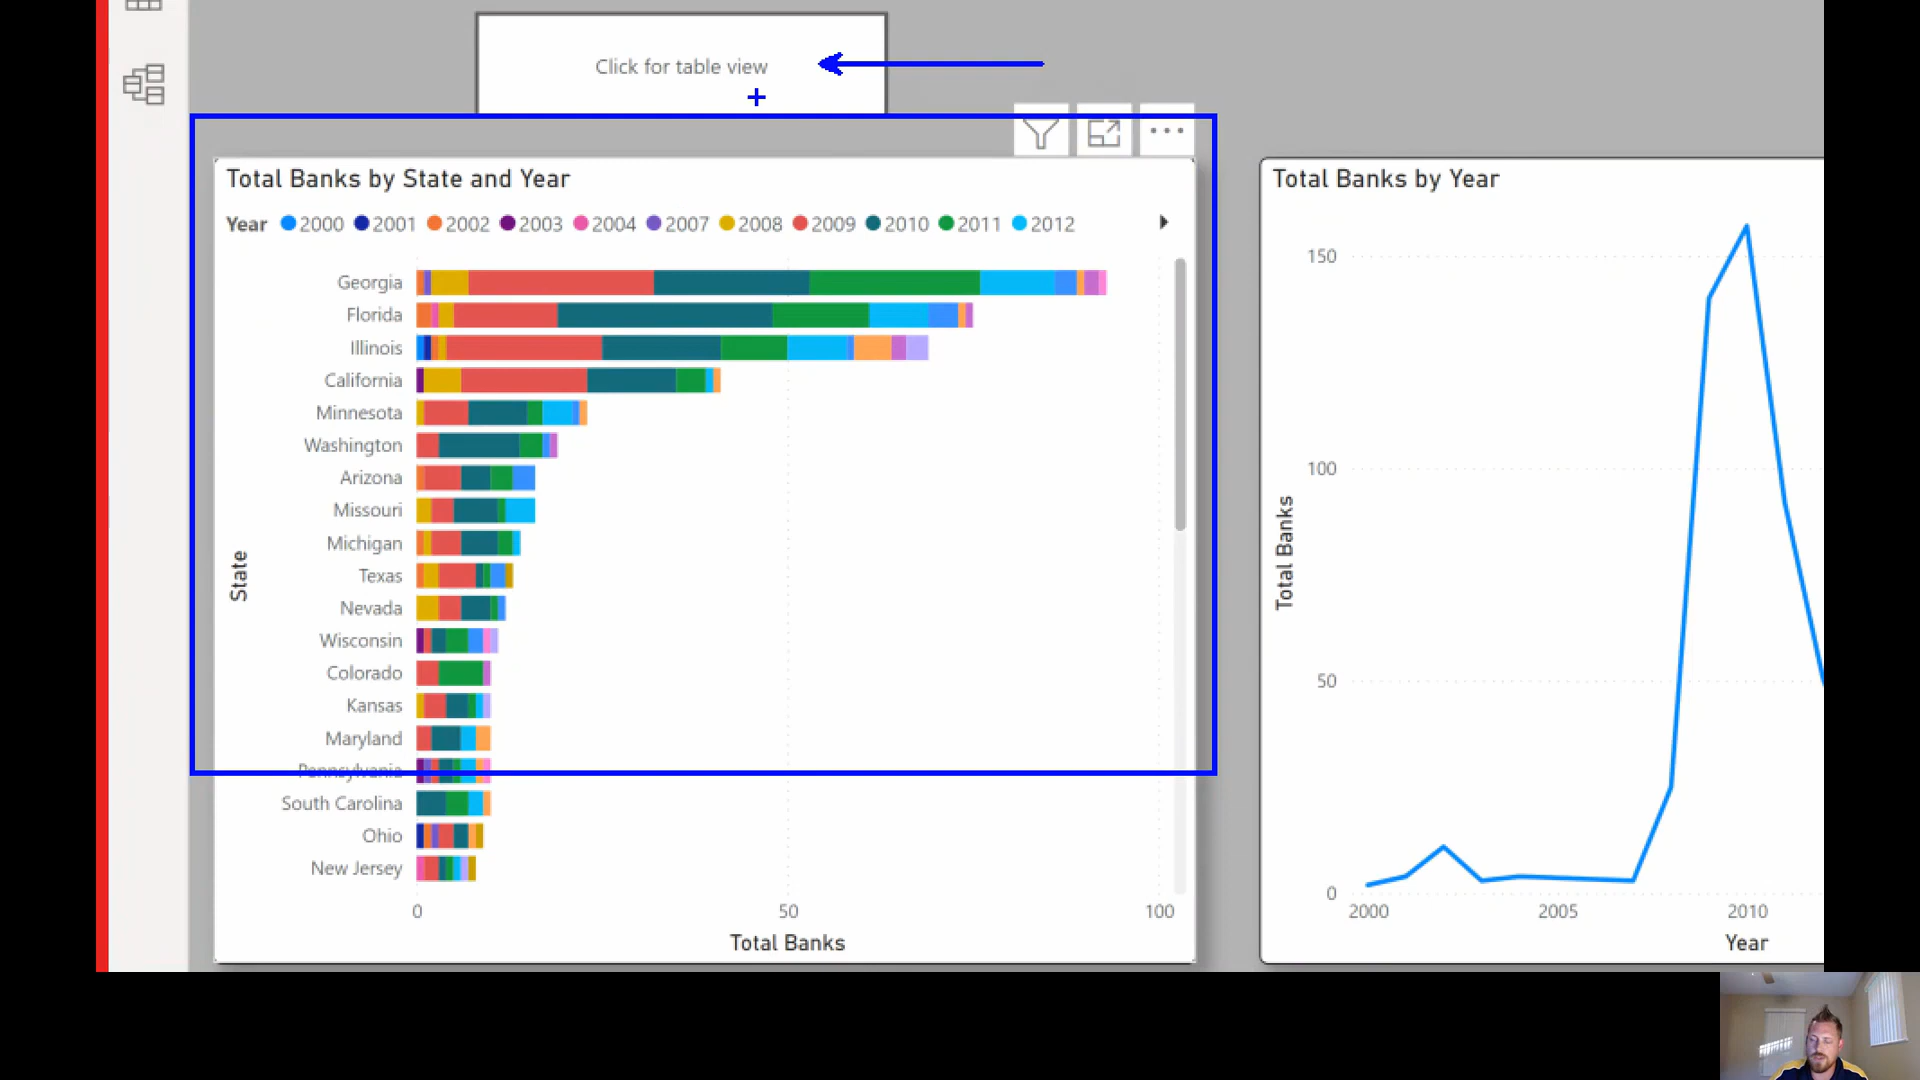 Click for table view
Total Banks by State and Year
Year 2000 2001 2002 2003 2004 2007 2008 2009 2010 2011 2012
Georgia
Florida
Illinois
California
Minnesota
Washington
Arizona
Missouri
Michigan
Texas
Nevada
Wisconsin
Colorado
Kansas
Maryland
Pennsylvania
South Carolina
Ohio
New Jersey
State
0 50 100
Total Banks
Total Banks by Year
150
100
50
0
Total Banks
2000 2005 2010
Year